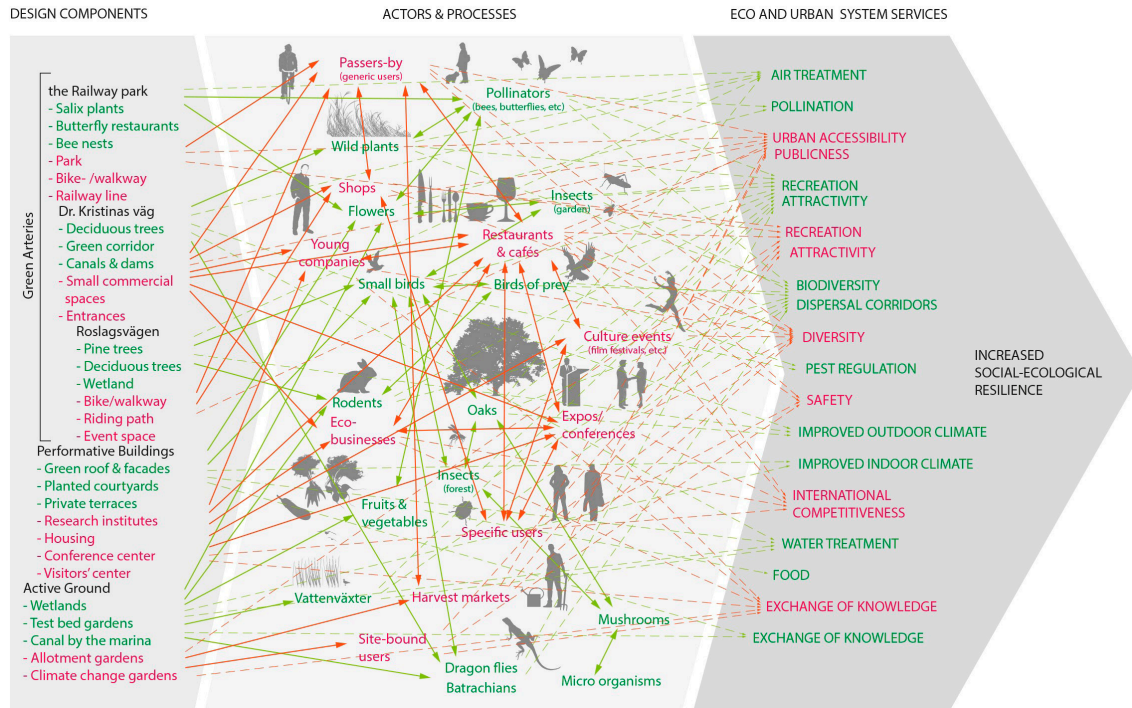 DESIGN COMPONENTS
ACTORS & PROCESSES
ECO AND URBAN SYSTEM SERVICES
Green Arteries
the Railway park
- Salix plants
- Butterfly restaurants
- Bee nests
- Park
- Bike- /walkway
- Railway line
Dr. Kristinas väg
- Deciduous trees
- Green corridor
- Canals & dams
- Small commercial
spaces
- Entrances
Roslagsvägen
- Pine trees
- Deciduous trees
- Wetland
- Bike/walkway
- Riding path
- Event space
Performative Buildings
- Green roof & facades
- Planted courtyards
- Private terraces
- Research institutes
- Housing
- Conference center
- Visitors' center
Active Ground
- Wetlands
- Test bed gardens
- Canal by the marina
- Allotment gardens
- Climate change gardens
Passers-by
(generic users)
Pollinators
(bees, butterflies, etc)
Wild plants
Shops
Flowers
Insects
(garden)
Young
companies
Restaurants
& cafés
Small birds
Birds of prey
Culture events
(film festivals, etc.)
Rodents
Oaks
Eco-
businesses
Expos/
conferences
Insects
(forest)
Fruits &
vegetables
Specific users
Vattenväxter
Harvest markets
Mushrooms
Site-bound
users
Dragon flies
Batrachians
Micro organisms
AIR TREATMENT
POLLINATION
URBAN ACCESSIBILITY
PUBLICNESS
RECREATION
ATTRACTIVITY
RECREATION
ATTRACTIVITY
BIODIVERSITY
DISPERSAL CORRIDORS
DIVERSITY
PEST REGULATION
SAFETY
IMPROVED OUTDOOR CLIMATE
IMPROVED INDOOR CLIMATE
INTERNATIONAL
COMPETITIVENESS
WATER TREATMENT
FOOD
EXCHANGE OF KNOWLEDGE
EXCHANGE OF KNOWLEDGE
INCREASED
SOCIAL-ECOLOGICAL
RESILIENCE